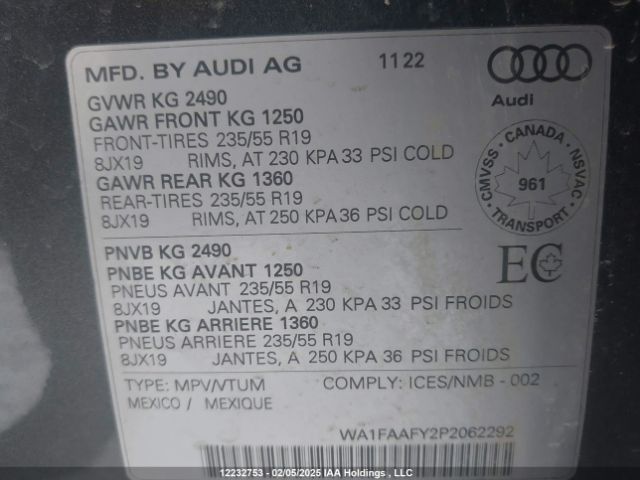 MFD. BY AUDI AG 1122
Audi
GVWR KG 2490
GAWR FRONT KG 1250
FRONT-TIRES 235/55 R19
8JX19 RIMS, AT 230 KPA 33 PSI COLD
GAWR REAR KG 1360
REAR-TIRES 235/55 R19
8JX19 RIMS, AT 250 KPA 36 PSI COLD
CMVSS • CANADA • NSVAC • TRANSPORT •
961
PNVB KG 2490
PNBE KG AVANT 1250
PNEUS AVANT 235/55 R19
8JX19 JANTES, A 230 KPA 33 PSI FROIDS
PNBE KG ARRIERE 1360
PNEUS ARRIERE 235/55 R19
8JX19 JANTES, A 250 KPA 36 PSI FROIDS
EC
TYPE: MPV/VTUM COMPLY: ICES/NMB - 002
MEXICO / MEXIQUE
WA1FAAFY2P2062292
12232753 - 02/05/2025 IAA Holdings , LLC